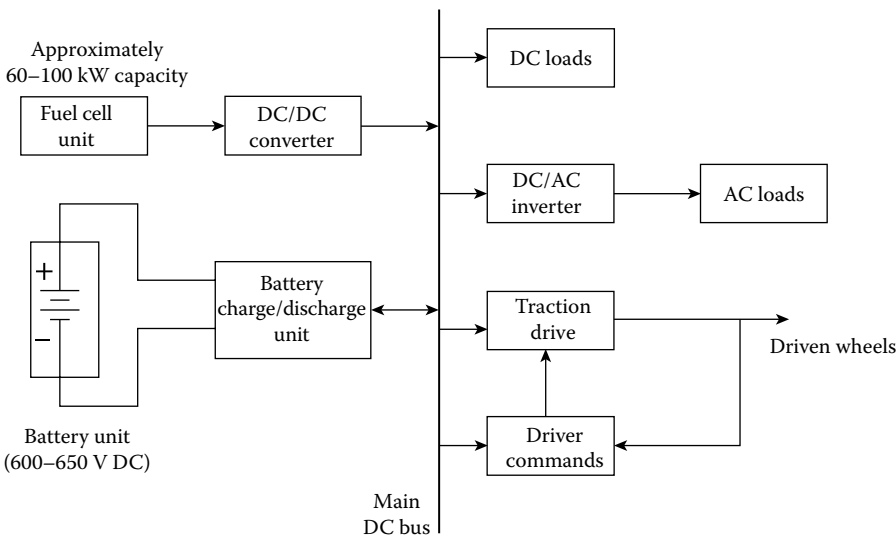 Approximately
60–100 kW capacity
Fuel cell
unit
DC/DC
converter
DC loads
DC/AC
inverter
AC loads
+
−
Battery
charge/discharge
unit
Traction
drive
Driven wheels
Battery unit
(600–650 V DC)
Driver
commands
Main
DC bus